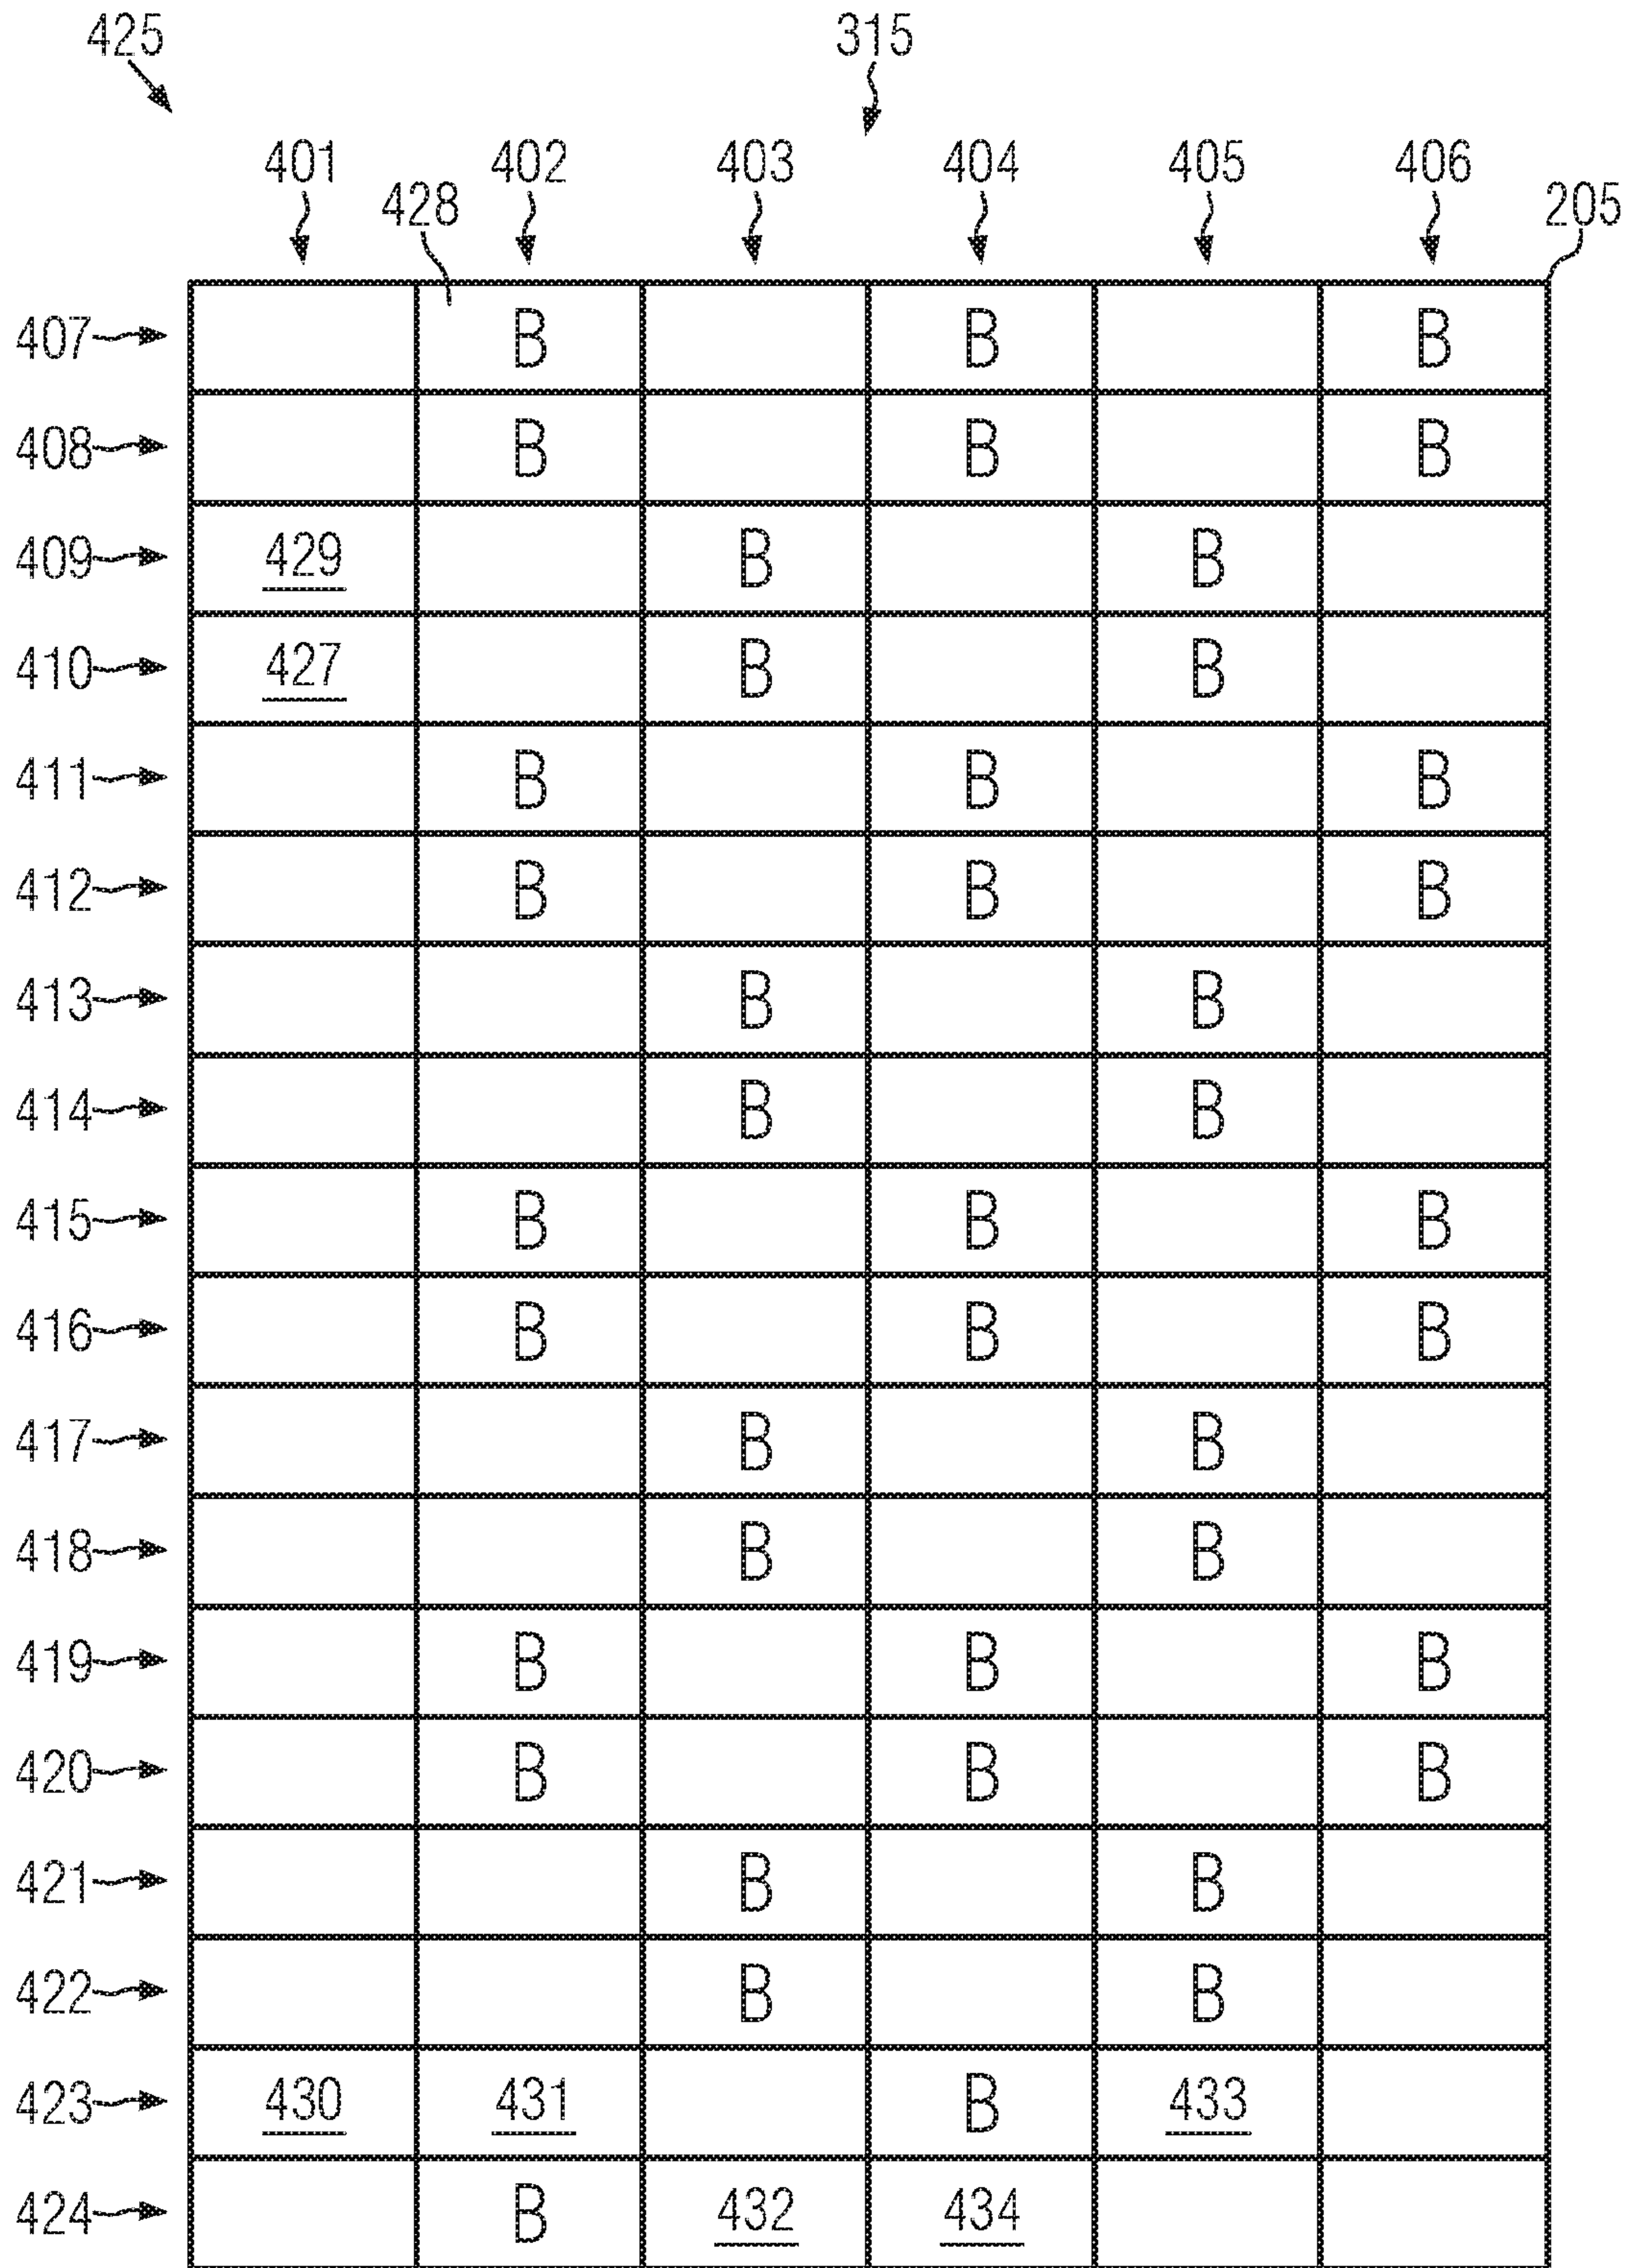 425 315
401 402 403 404 405 406
428 205
407 B B B
408 B B B
409 429 B B
410 427 B B
411 B B B
412 B B B
413 B B
414 B B
415 B B B
416 B B B
417 B B
418 B B
419 B B B
420 B B B
421 B B
422 B B
423 430 431 B 433
424 B 432 434